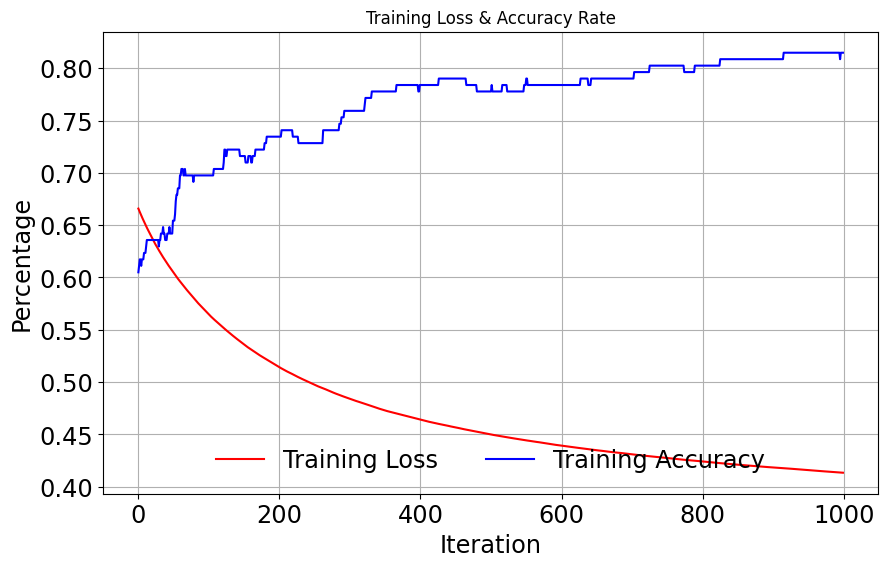 Training Loss & Accuracy Rate
0.80
0.75
0.70
0.65
0.60
0.55
0.50
0.45
0.40
Percentage
Training Loss
Training Accuracy
0 200 400 600 800 1000
Iteration